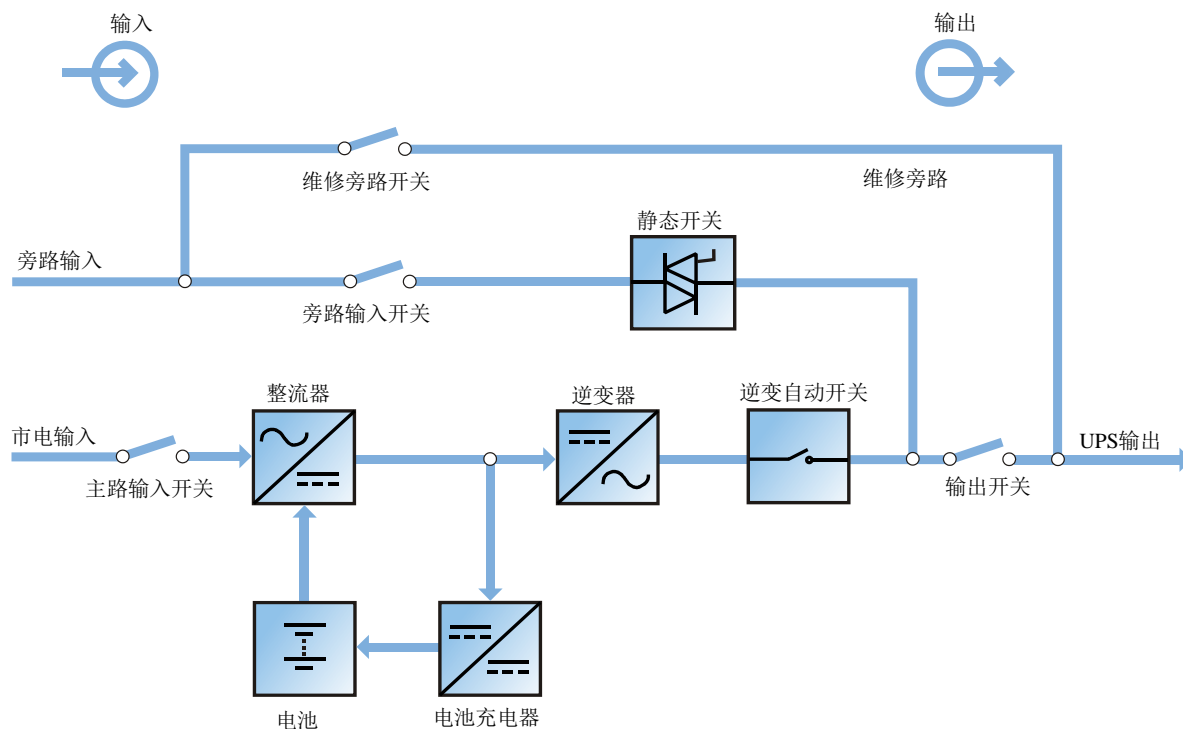 输入
输出
维修旁路开关
维修旁路
静态开关
旁路输入
旁路输入开关
整流器
逆变器
逆变自动开关
市电输入
UPS输出
主路输入开关
输出开关
电池
电池充电器